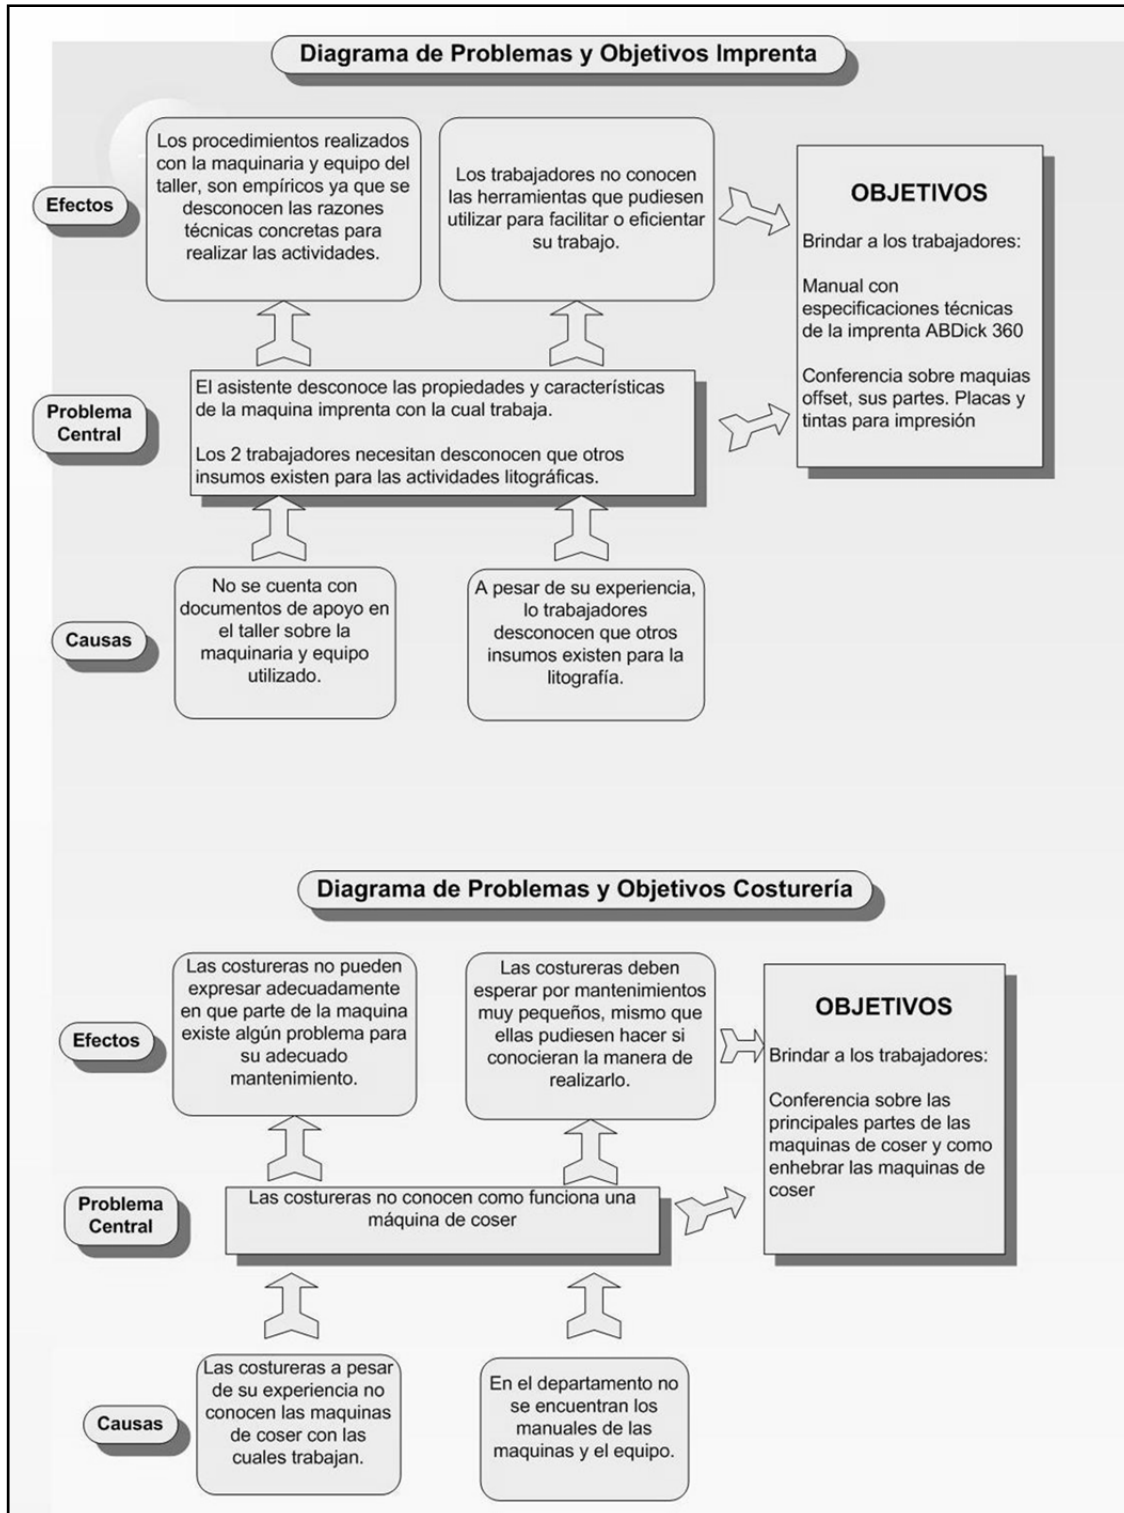 Diagrama de Problemas y Objetivos Imprenta
Efectos
Los procedimientos realizados
con la maquinaria y equipo del
taller, son empíricos ya que se
desconocen las razones
técnicas concretas para
realizar las actividades.
Los trabajadores no conocen
las herramientas que pudiesen
utilizar para facilitar o eficientar
su trabajo.
OBJETIVOS
Brindar a los trabajadores:
Manual con
especificaciones técnicas
de la imprenta ABDick 360
Conferencia sobre maquias
offset, sus partes. Placas y
tintas para impresión
Problema
Central
El asistente desconoce las propiedades y características
de la maquina imprenta con la cual trabaja.
Los 2 trabajadores necesitan desconocen que otros
insumos existen para las actividades litográficas.
Causas
No se cuenta con
documentos de apoyo en
el taller sobre la
maquinaria y equipo
utilizado.
A pesar de su experiencia,
lo trabajadores
desconocen que otros
insumos existen para la
litografía.
Diagrama de Problemas y Objetivos Costurería
Efectos
Las costureras no pueden
expresar adecuadamente
en que parte de la maquina
existe algún problema para
su adecuado
mantenimiento.
Las costureras deben
esperar por mantenimientos
muy pequeños, mismo que
ellas pudiesen hacer si
conocieran la manera de
realizarlo.
OBJETIVOS
Brindar a los trabajadores:
Conferencia sobre las
principales partes de las
maquinas de coser y como
enhebrar las maquinas de
coser
Problema
Central
Las costureras no conocen como funciona una
máquina de coser
Causas
Las costureras a pesar
de su experiencia no
conocen las maquinas
de coser con las
cuales trabajan.
En el departamento no
se encuentran los
manuales de las
maquinas y el equipo.